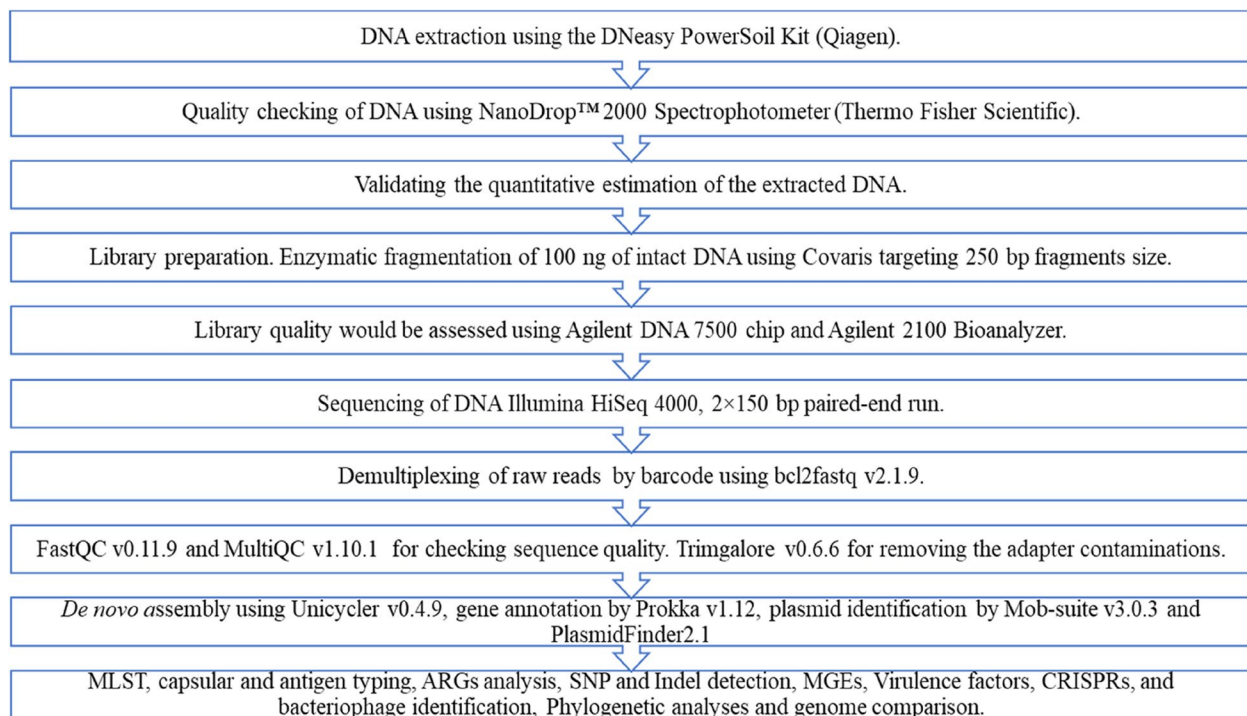 DNA extraction using the DNeasy PowerSoil Kit (Qiagen).
Quality checking of DNA using NanoDrop™ 2000 Spectrophotometer (Thermo Fisher Scientific).
Validating the quantitative estimation of the extracted DNA.
Library preparation. Enzymatic fragmentation of 100 ng of intact DNA using Covaris targeting 250 bp fragments size.
Library quality would be assessed using Agilent DNA 7500 chip and Agilent 2100 Bioanalyzer.
Sequencing of DNA Illumina HiSeq 4000, 2×150 bp paired-end run.
Demultiplexing of raw reads by barcode using bcl2fastq v2.1.9.
FastQC v0.11.9 and MultiQC v1.10.1 for checking sequence quality. Trimgalore v0.6.6 for removing the adapter contaminations.
De novo assembly using Unicycler v0.4.9, gene annotation by Prokka v1.12, plasmid identification by Mob-suite v3.0.3 and
PlasmidFinder2.1
MLST, capsular and antigen typing, ARGs analysis, SNP and Indel detection, MGEs, Virulence factors, CRISPRs, and
bacteriophage identification, Phylogenetic analyses and genome comparison.